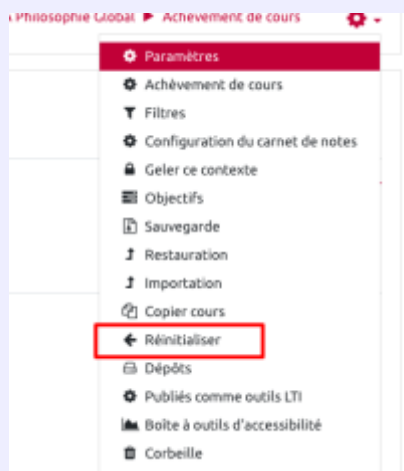 Philosophie Global ▶ Achèvement de cours
Paramètres
Achèvement de cours
Filtres
Configuration du carnet de notes
Geler ce contexte
Objectifs
Sauvegarde
Restauration
Importation
Copier cours
Réinitialiser
Dépôts
Publiés comme outils LTI
Boîte à outils d'accessibilité
Corbeille